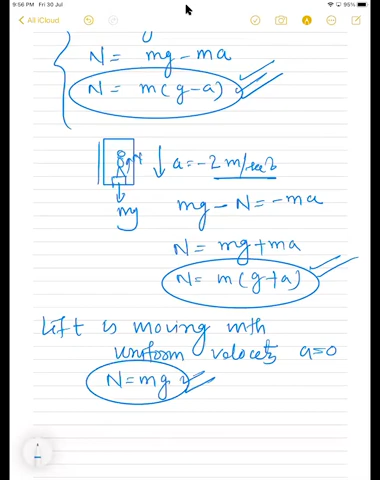 9:56 PM Fri 30 Jul
95%
All iCloud
N = mg - ma
N = m(g-a)
a = -2 m/sec²
mg
mg - N = -ma
N = mg + ma
N = m(g+a)
Lift is moving with
uniform velocity a=0
N = mg